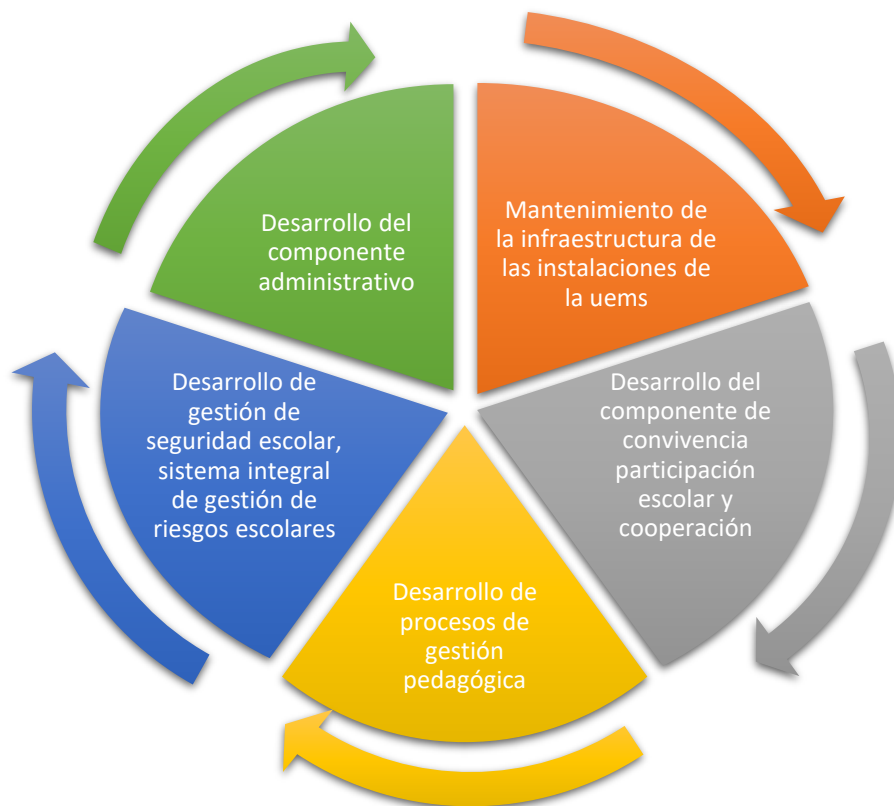 Desarrollo del
componente
administrativo
Mantenimiento de
la infraestructura de
las instalaciones de
la uems
Desarrollo de
gestión de
seguridad escolar,
sistema integral
de gestión de
riesgos escolares
Desarrollo del
componente de
convivencia
participación
escolar y
cooperación
Desarrollo de
procesos de
gestión
pedagógica